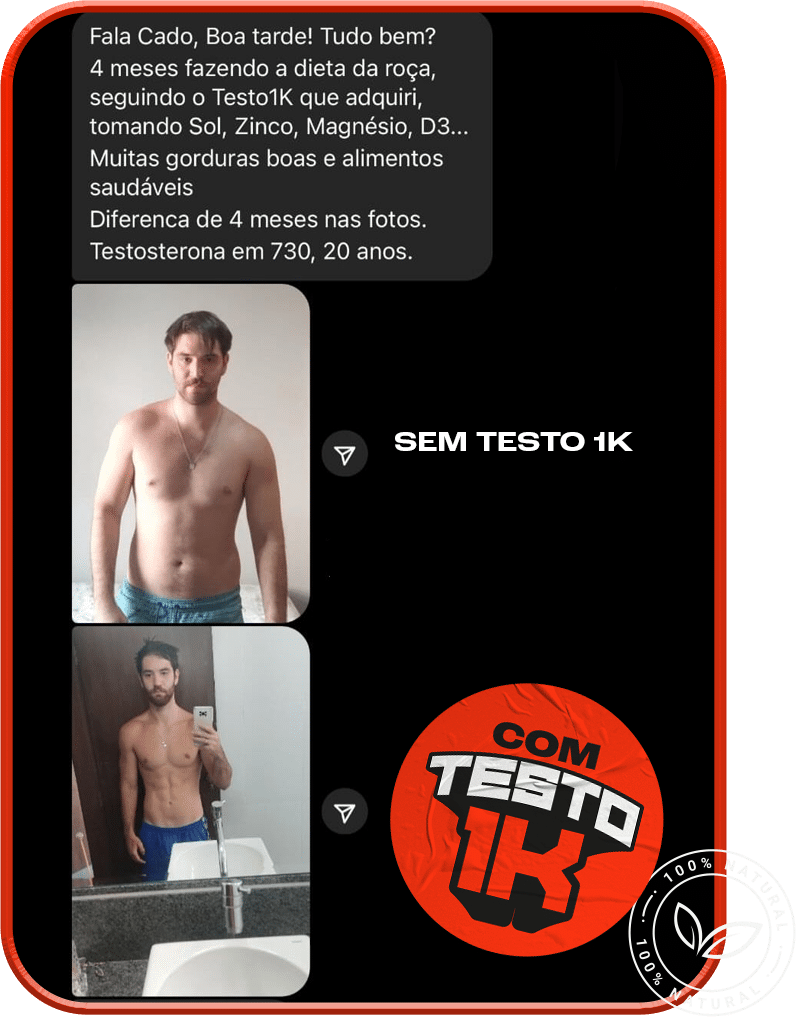 Fala Cado, Boa tarde! Tudo bem?
4 meses fazendo a dieta da roça,
seguindo o Testo1K que adquiri,
tomando Sol, Zinco, Magnésio, D3...
Muitas gorduras boas e alimentos
saudáveis
Diferenca de 4 meses nas fotos.
Testosterona em 730, 20 anos.
SEM TESTO 1K
COM
TESTO
1K
100% NATURAL
100% NATURAL